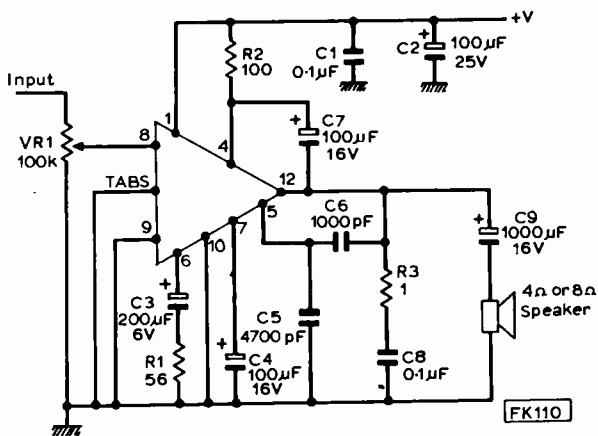 +V
R2
100
C1
0·1µF
C2
+
100µF
25V
Input
VR1
100k
1
8
4
+
C7
100µF
16V
TABS
12
9
5
C6
1000pF
6
10
7
+
C9
1000µF
16V
+
C3
200µF
6V
R3
1
C5
4700pF
4Ω or 8Ω
Speaker
R1
56
+
C4
100µF
16V
C8
0·1µF
FK110